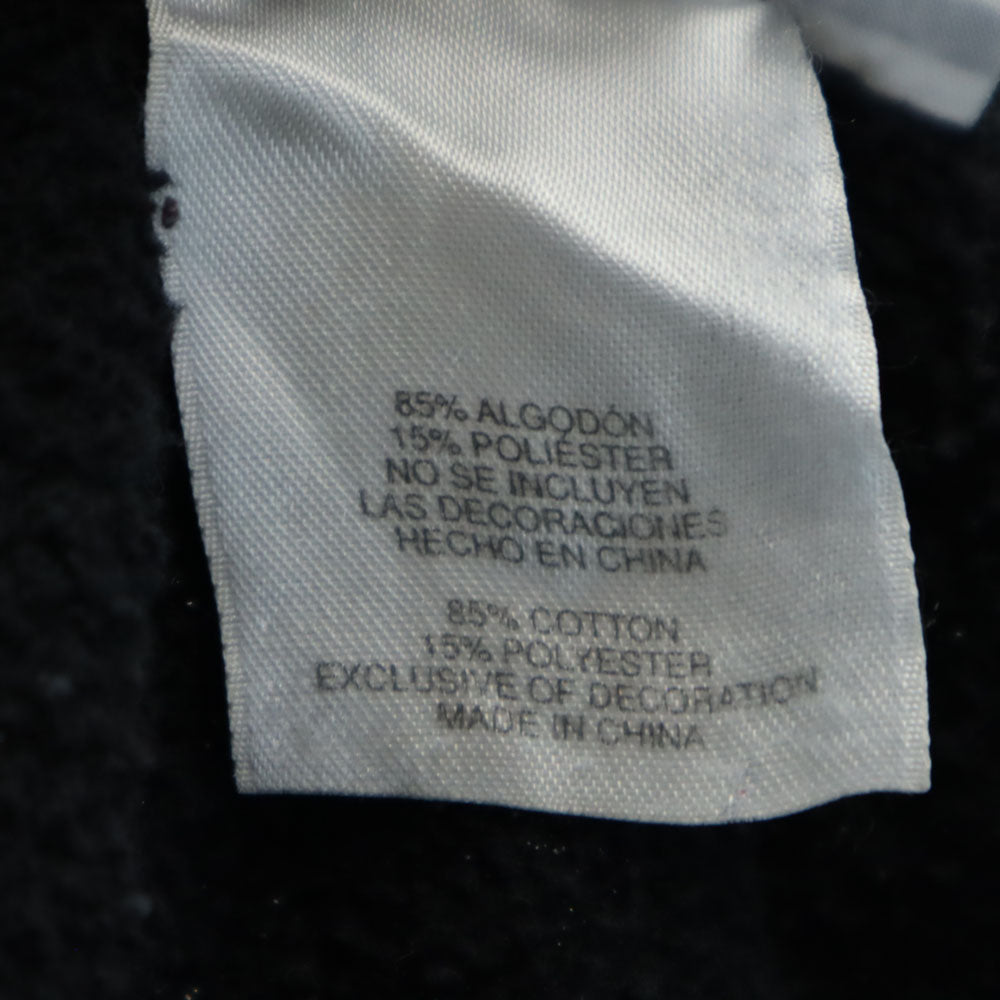 85% ALGODÓN
15% POLIÉSTER
NO SE INCLUYEN
LAS DECORACIONES
HECHO EN CHINA
85% COTTON
15% POLYESTER
EXCLUSIVE OF DECORATION
MADE IN CHINA